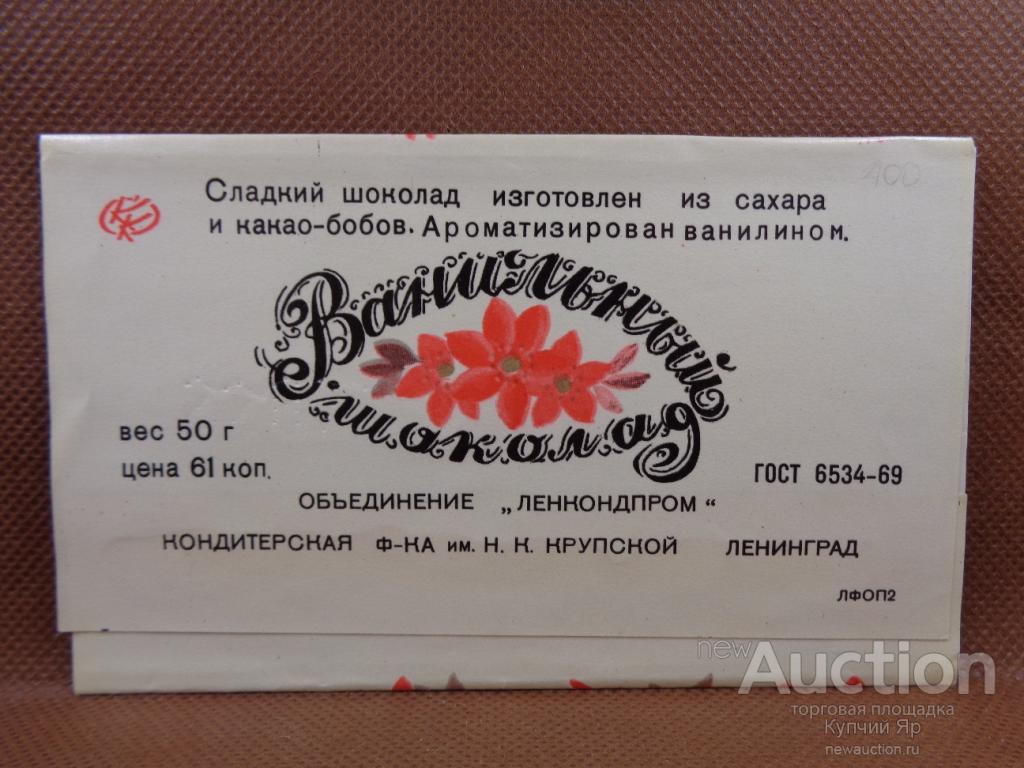 400
Сладкий шоколад изготовлен из сахара
и какао-бобов. Ароматизирован ванилином.
Ванильный
шоколад
вес 50 г
цена 61 коп.
ГОСТ 6534-69
ОБЪЕДИНЕНИЕ „ЛЕНКОНДПРОМ“
КОНДИТЕРСКАЯ Ф-КА им. Н. К. КРУПСКОЙ ЛЕНИНГРАД
ЛФОП2
newAuction
торговая площадка
Купчий Яр
newauction.ru